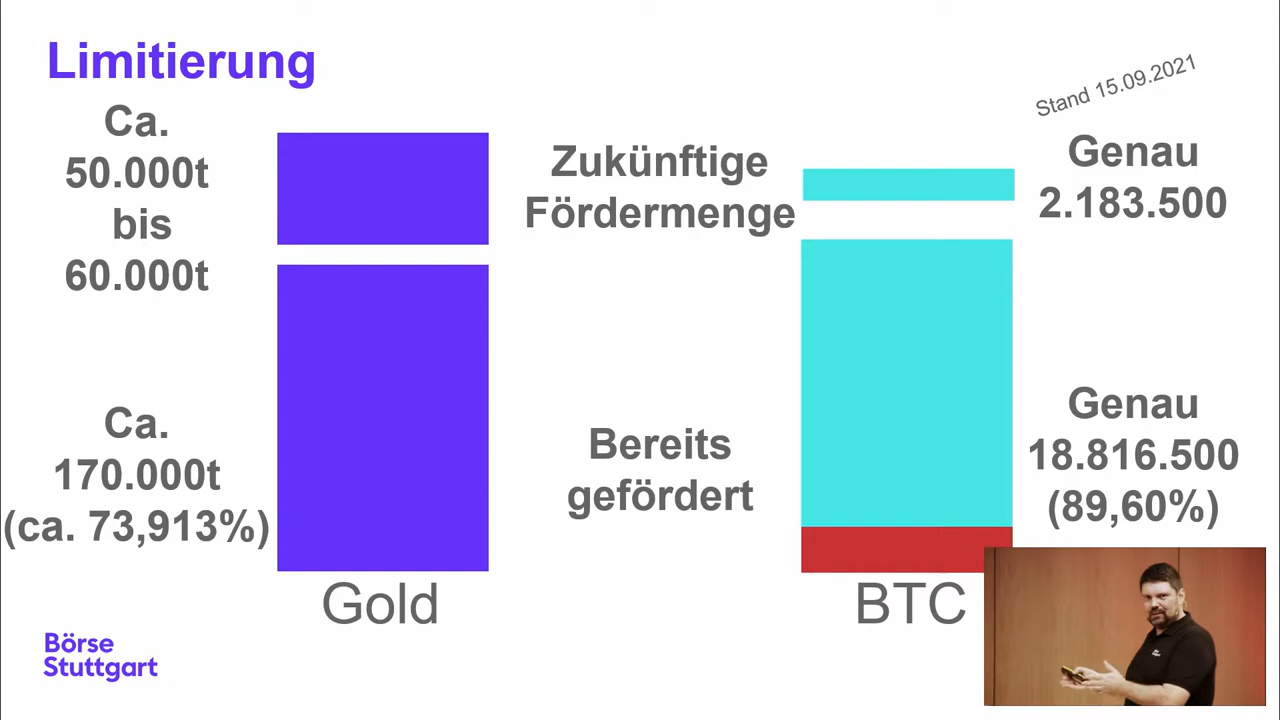 Limitierung
Stand 15.09.2021
Ca.
50.000t
bis
60.000t
Zukünftige
Fördermenge
Genau
2.183.500
Ca.
170.000t
(ca. 73,913%)
Bereits
gefördert
Genau
18.816.500
(89,60%)
Gold
BTC
Börse
Stuttgart